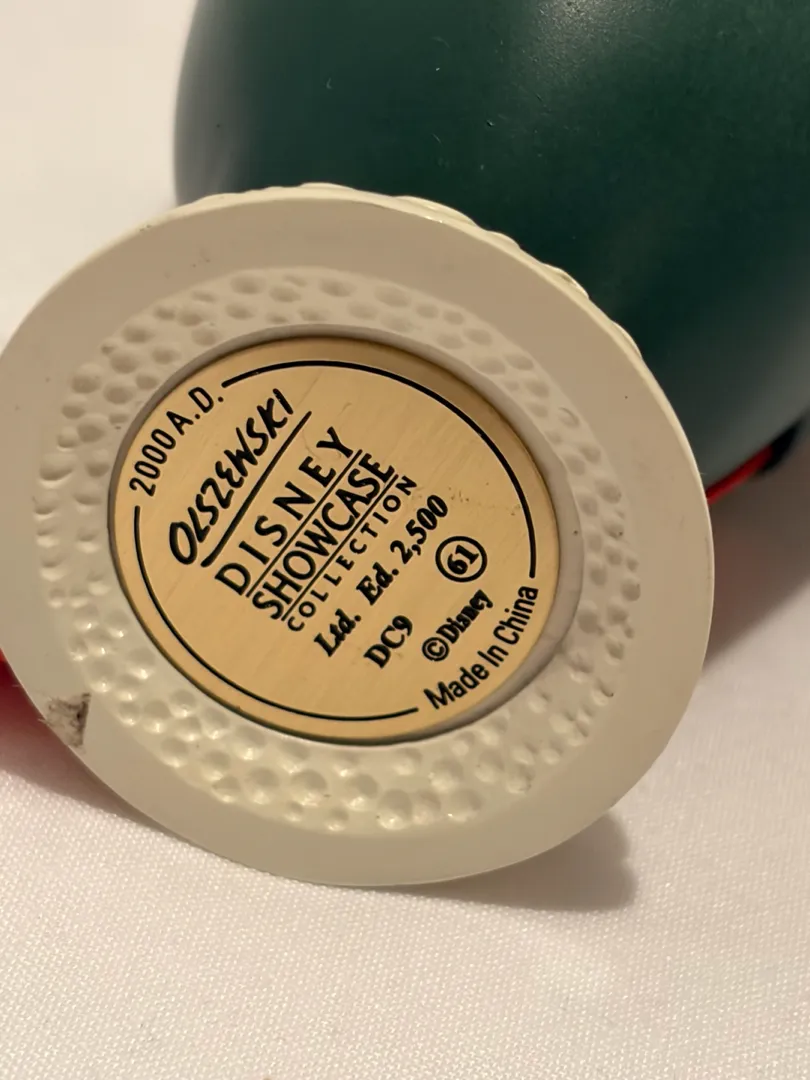 2000 A.D.
OLSZEWSKI
DISNEY
SHOWCASE
COLLECTION
Ltd. Ed. 2,500
DC9
61
©Disney
Made In China